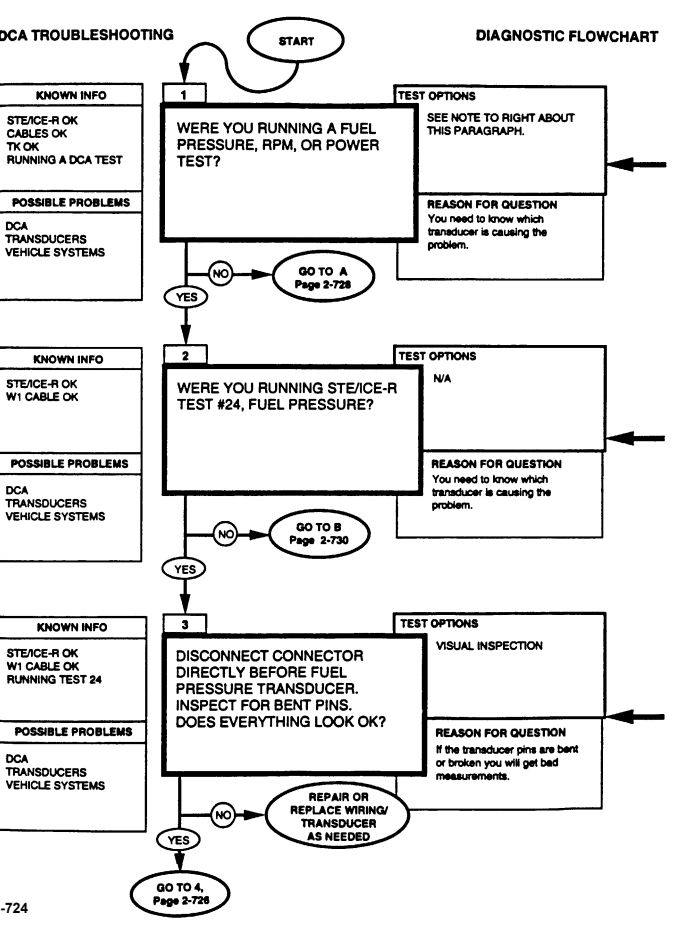 DCA TROUBLESHOOTING
DIAGNOSTIC FLOWCHART
START
KNOWN INFO
STE/ICE-R OK
CABLES OK
TK OK
RUNNING A DCA TEST
POSSIBLE PROBLEMS
DCA
TRANSDUCERS
VEHICLE SYSTEMS
1
WERE YOU RUNNING A FUEL
PRESSURE, RPM, OR POWER
TEST?
TEST OPTIONS
SEE NOTE TO RIGHT ABOUT
THIS PARAGRAPH.
REASON FOR QUESTION
You need to know which
transducer is causing the
problem.
NO
GO TO A
Page 2-728
YES
KNOWN INFO
STE/ICE-R OK
W1 CABLE OK
POSSIBLE PROBLEMS
DCA
TRANSDUCERS
VEHICLE SYSTEMS
2
WERE YOU RUNNING STE/ICE-R
TEST #24, FUEL PRESSURE?
TEST OPTIONS
N/A
REASON FOR QUESTION
You need to know which
transducer is causing the
problem.
NO
GO TO B
Page 2-730
YES
KNOWN INFO
STE/ICE-R OK
W1 CABLE OK
RUNNING TEST 24
POSSIBLE PROBLEMS
DCA
TRANSDUCERS
VEHICLE SYSTEMS
3
DISCONNECT CONNECTOR
DIRECTLY BEFORE FUEL
PRESSURE TRANSDUCER.
INSPECT FOR BENT PINS.
DOES EVERYTHING LOOK OK?
TEST OPTIONS
VISUAL INSPECTION
REASON FOR QUESTION
If the transducer pins are bent
or broken you will get bad
measurements.
NO
REPAIR OR
REPLACE WIRING/
TRANSDUCER
AS NEEDED
YES
GO TO 4,
Page 2-726
-724